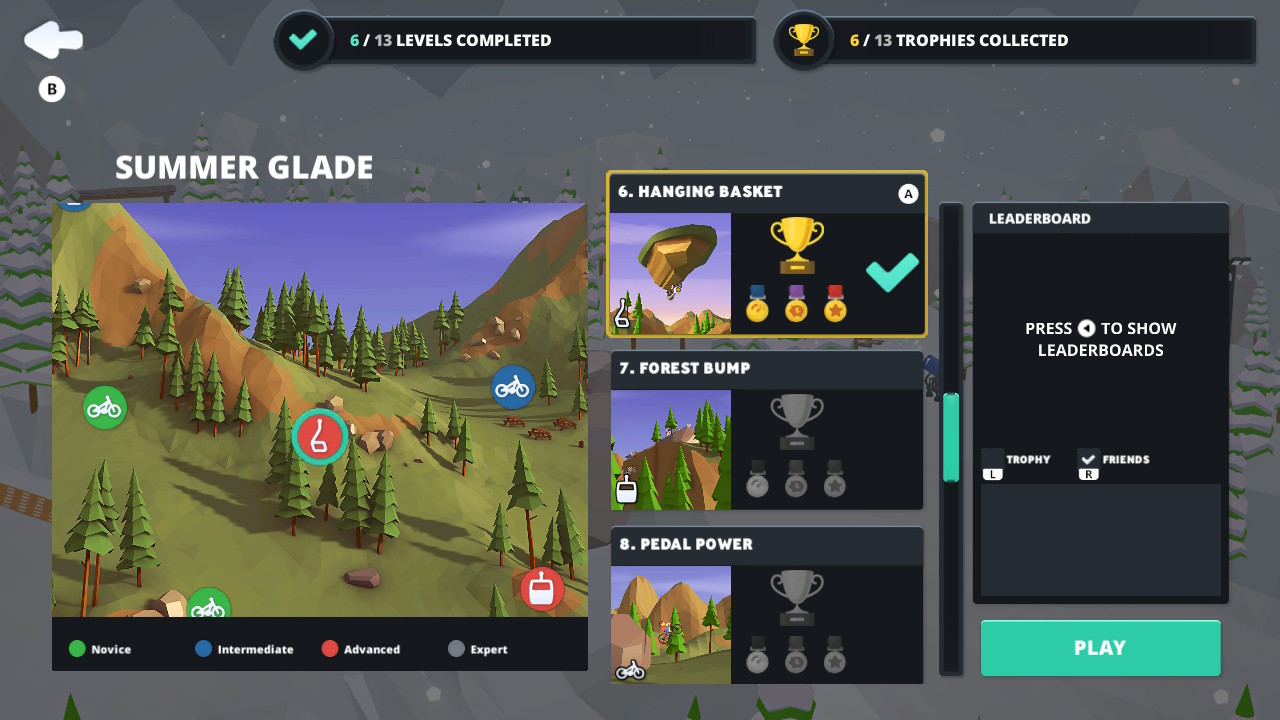 6 / 13 LEVELS COMPLETED
6 / 13 TROPHIES COLLECTED
B
SUMMER GLADE
6. HANGING BASKET
A
7. FOREST BUMP
8. PEDAL POWER
LEADERBOARD
PRESS TO SHOW
LEADERBOARDS
TROPHY
FRIENDS
L
R
Novice
Intermediate
Advanced
Expert
PLAY